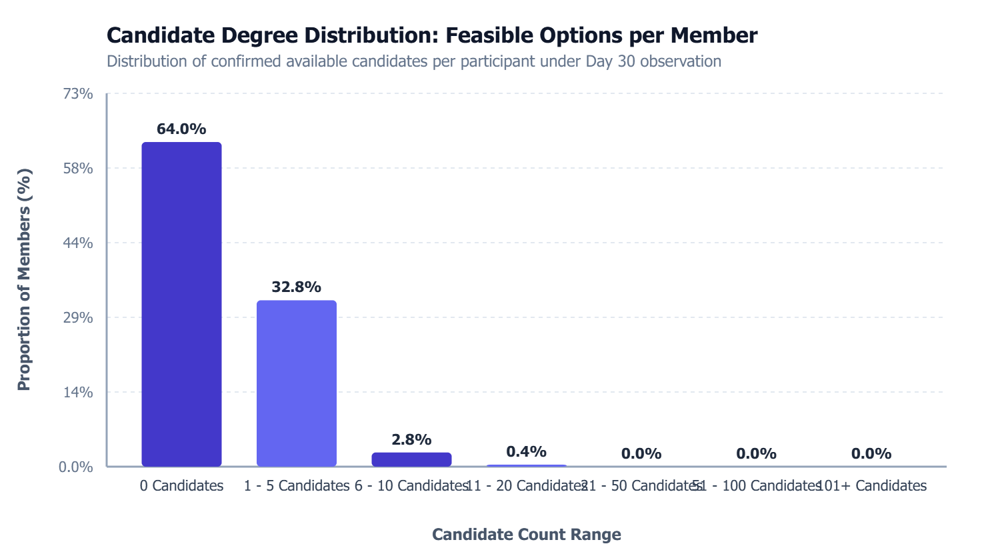 Candidate Degree Distribution: Feasible Options per Member
Distribution of confirmed available candidates per participant under Day 30 observation
73%
58%
44%
29%
14%
0.0%
Proportion of Members (%)
64.0%
32.8%
2.8%
0.4%
0.0%
0.0%
0.0%
0 Candidates
1 - 5 Candidates
6 - 10 Candidates
11 - 20 Candidates
21 - 50 Candidates
51 - 100 Candidates
101+ Candidates
Candidate Count Range